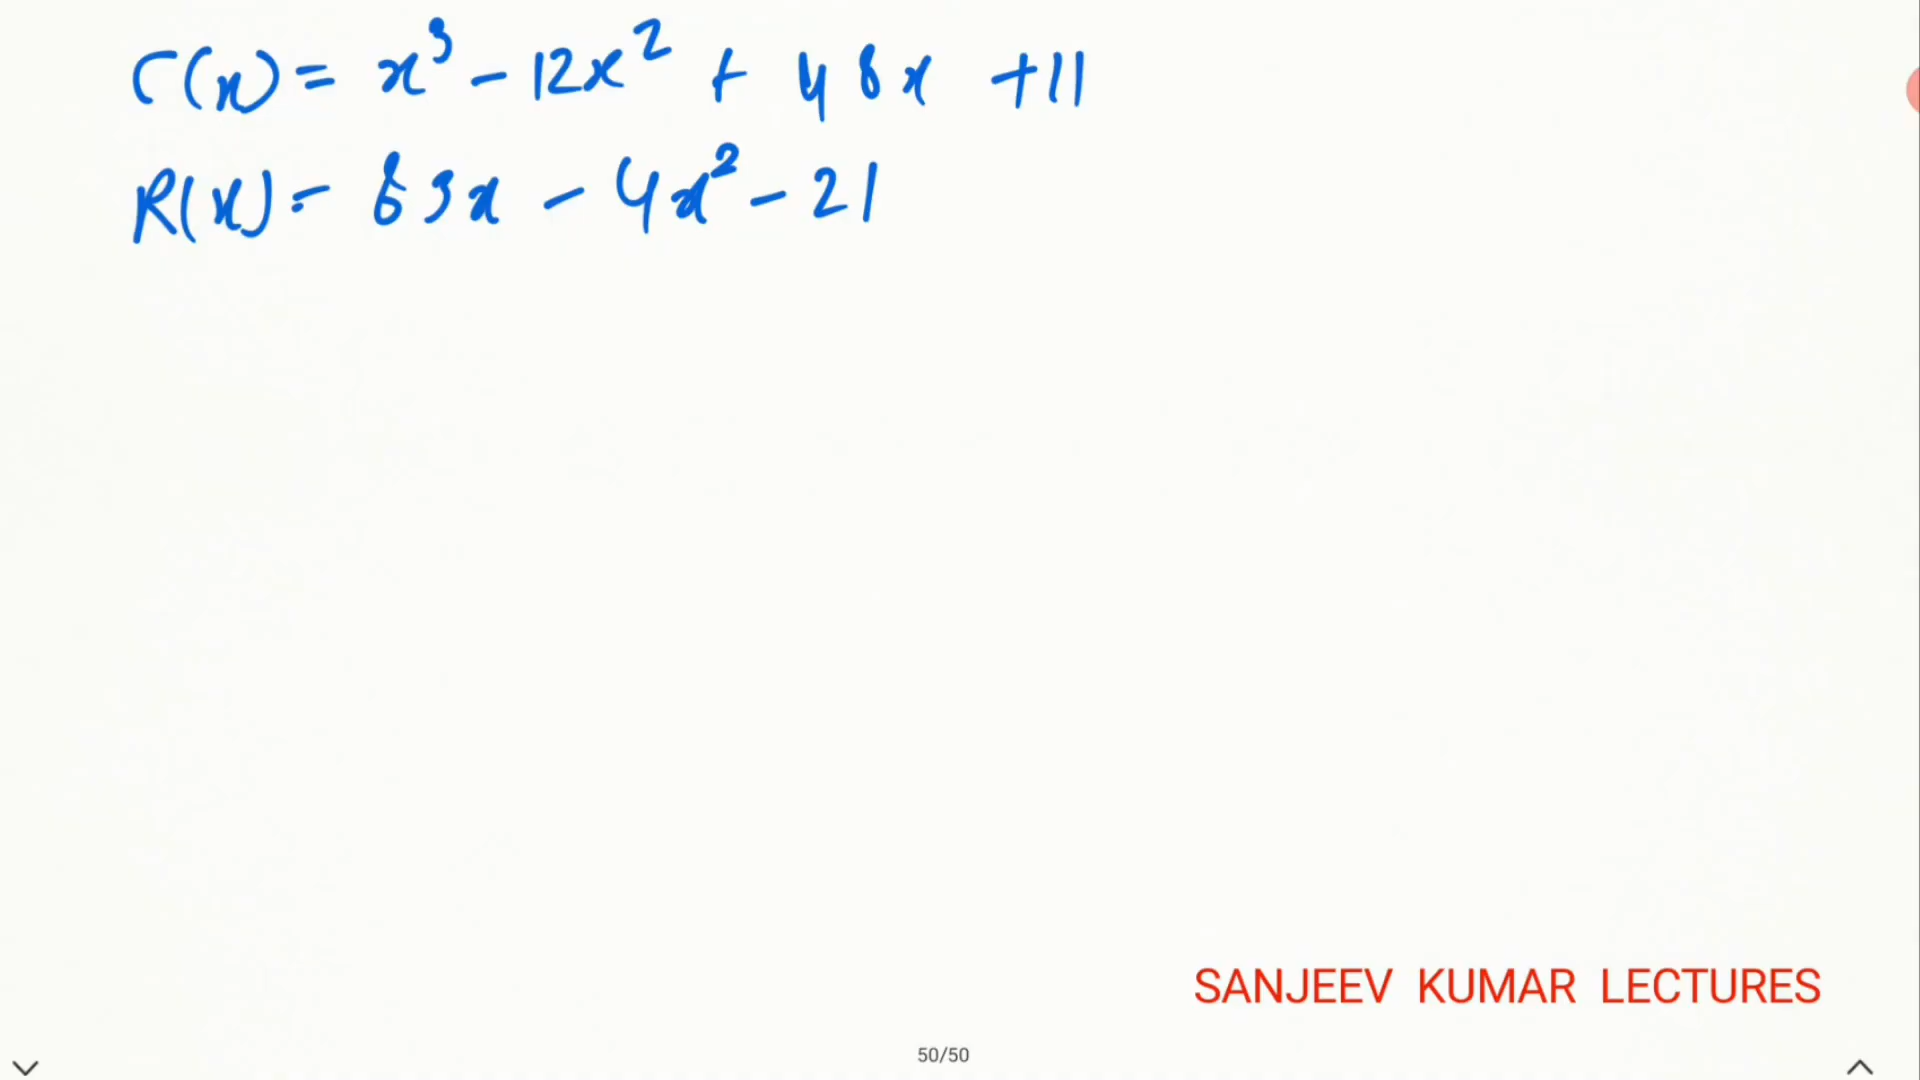 C(x) = x³ - 12x² + 48x + 11
R(x) = 83x - 4x² - 21
SANJEEV KUMAR LECTURES
50/50